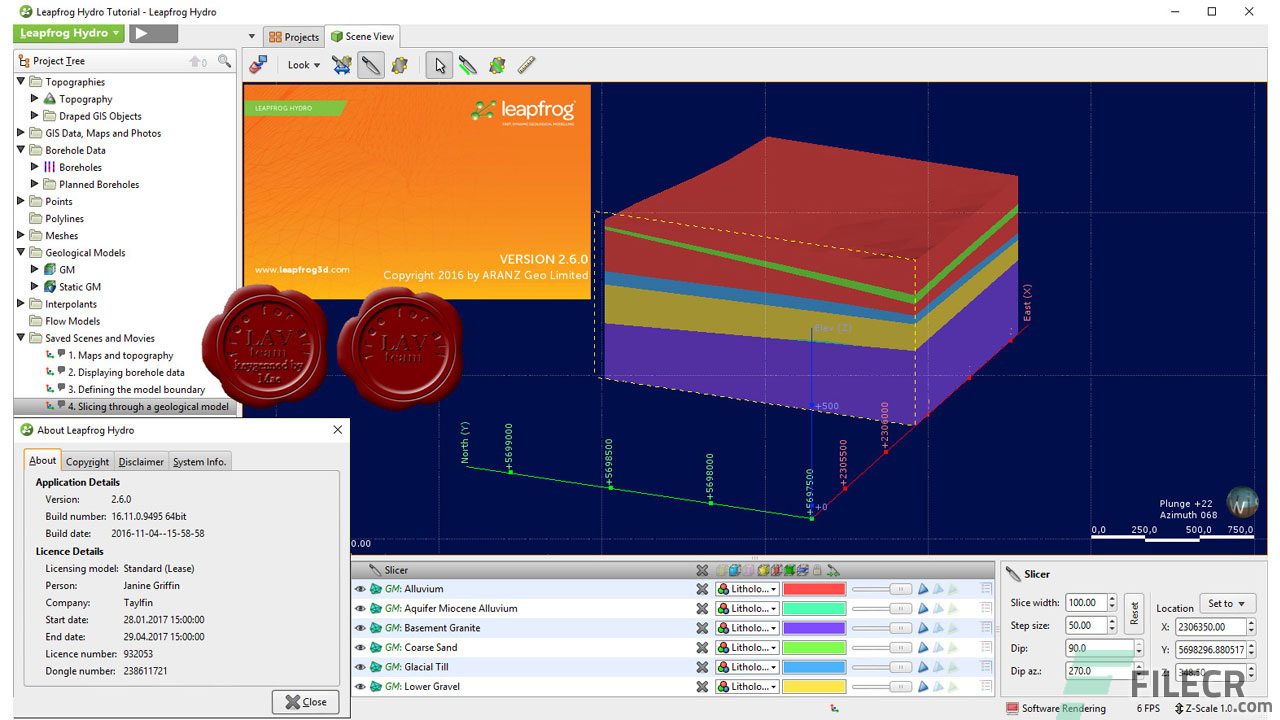 Leapfrog Hydro Tutorial - Leapfrog Hydro
Leapfrog Hydro
Projects
Scene View
Project Tree
0
Look
Topographies
Topography
Draped GIS Objects
GIS Data, Maps and Photos
Borehole Data
Boreholes
Planned Boreholes
Points
Polylines
Meshes
Geological Models
GM
Static GM
Interpolants
Flow Models
Saved Scenes and Movies
1. Maps and topography
2. Displaying borehole data
3. Defining the model boundary
4. Slicing through a geological model
LEAPFROG HYDRO
leapfrog
VERSION 2.6.0
www.leapfrog3d.com
Copyright 2016 by ARANZ Geo Limited
LAV
team
keygenned by
Mac
LAV
team
Elev (Z)
+500
+0
East (X)
+2306000
+2305500
North (Y)
+5699000
+5698500
+5698000
+5697500
Plunge +22
Azimuth 068
0,0
250,0
500,0
750,0
0.00
About Leapfrog Hydro
About
Copyright
Disclaimer
System Info.
Application Details
Version: 2.6.0
Build number: 16.11.0.9495 64bit
Build date: 2016-11-04--15-58-58
Licence Details
Licensing model: Standard (Lease)
Person: Janine Griffin
Company: Taylfin
Start date: 28.01.2017 15:00:00
End date: 29.04.2017 15:00:00
Licence number: 932053
Dongle number: 238611721
Close
Slicer
GM: Alluvium Litholo...
GM: Aquifer Miocene Alluvium Litholo...
GM: Basement Granite Litholo...
GM: Coarse Sand Litholo...
GM: Glacial Till Litholo...
GM: Lower Gravel Litholo...
Slicer
Slice width: 100.00
Step size: 50.00
Reset
Dip: 90.0
Dip az.: 270.0
Location
Set to
X: 2306350.00
Y: 5698296.880517
Z: 348.50
Software Rendering
6 FPS
Z-Scale 1.0
FILECR
.com